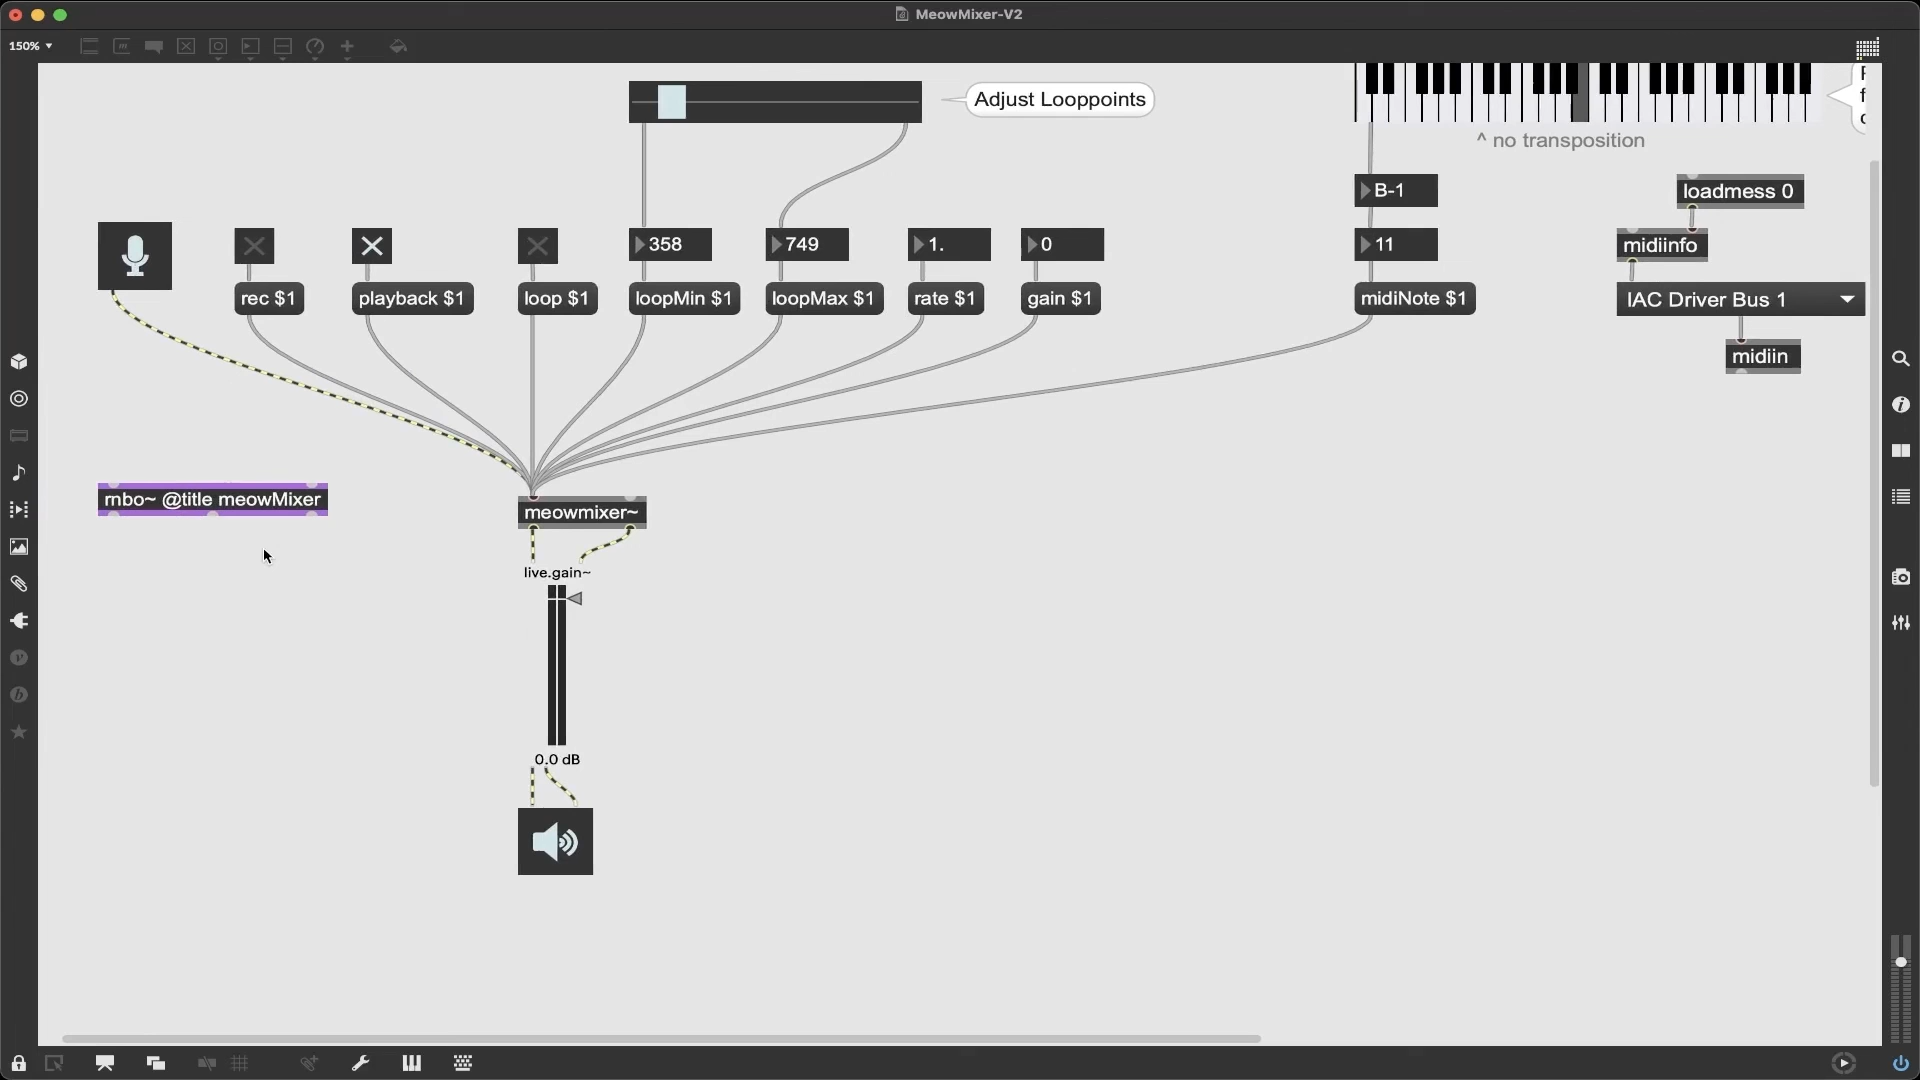 MeowMixer-V2
150%
Adjust Looppoints
^ no transposition
B-1
loadmess 0
358
749
1.
0
11
midiinfo
rec $1
playback $1
loop $1
loopMin $1
loopMax $1
rate $1
gain $1
midiNote $1
IAC Driver Bus 1
midiin
rnbo~ @title meowMixer
meowmixer~
live.gain~
0.0 dB